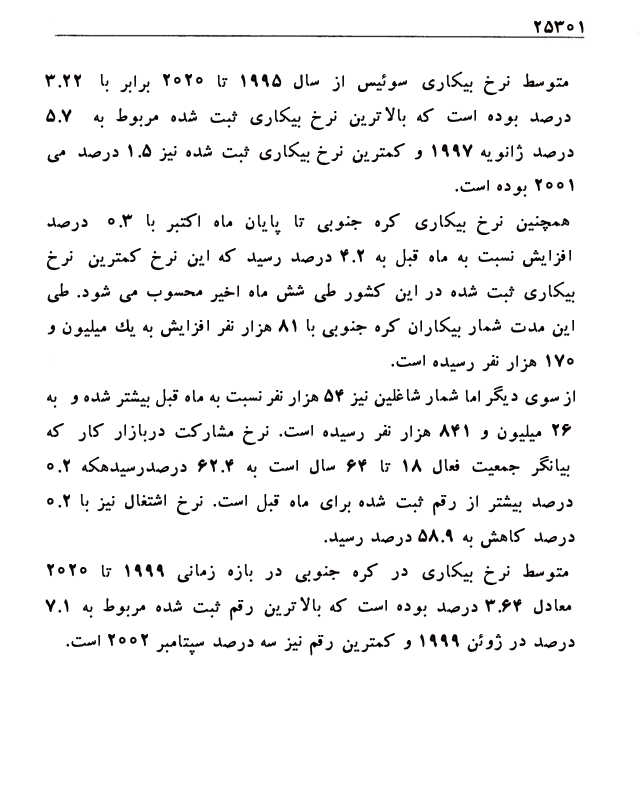 ۲۵۳۰۱
متوسط نرخ بیکاری سوئیس از سال ۱۹۹۵ تا ۲۰۲۰ برابر با ۳.۲۲
درصد بوده است که بالاترین نرخ بیکاری ثبت شده مربوط به ۵.۷
درصد ژانویه ۱۹۹۷ و کمترین نرخ بیکاری ثبت شده نیز ۱.۵ درصد می
۲۰۰۱ بوده است.
همچنین نرخ بیکاری کره جنوبی تا پایان ماه اکتبر با ۰.۳ درصد
افزایش نسبت به ماه قبل به ۴.۲ درصد رسید که این نرخ کمترین نرخ
بیکاری ثبت شده در این کشور طی شش ماه اخیر محسوب می شود. طی
این مدت شمار بیکاران کره جنوبی با ۸۱ هزار نفر افزایش به یك میلیون و
۱۷۰ هزار نفر رسیده است.
از سوی دیگر اما شمار شاغلین نیز ۵۴ هزار نفر نسبت به ماه قبل بیشتر شده و به
۲۶ میلیون و ۸۴۱ هزار نفر رسیده است. نرخ مشارکت دربازار کار که
بیانگر جمعیت فعال ۱۸ تا ۶۴ سال است به ۶۲.۴ درصدرسیدهکه ۰.۲
درصد بیشتر از رقم ثبت شده برای ماه قبل است. نرخ اشتغال نیز با ۰.۲
درصد کاهش به ۵۸.۹ درصد رسید.
متوسط نرخ بیکاری در کره جنوبی در بازه زمانی ۱۹۹۹ تا ۲۰۲۰
معادل ۳.۶۴ درصد بوده است که بالاترین رقم ثبت شده مربوط به ۷.۱
درصد در ژوئن ۱۹۹۹ و کمترین رقم نیز سه درصد سپتامبر ۲۰۰۲ است.